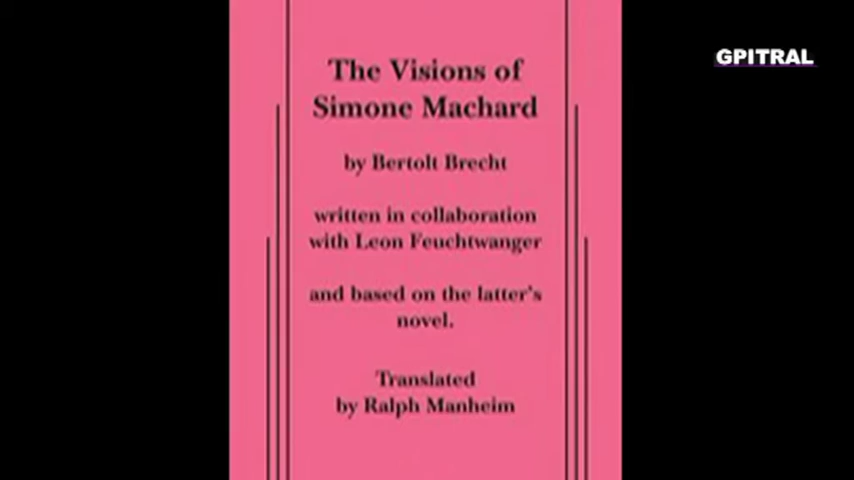 The Visions of
Simone Machard
by Bertolt Brecht
written in collaboration
with Leon Feuchtwanger
and based on the latter's
novel.
Translated
by Ralph Manheim
GPITRAL